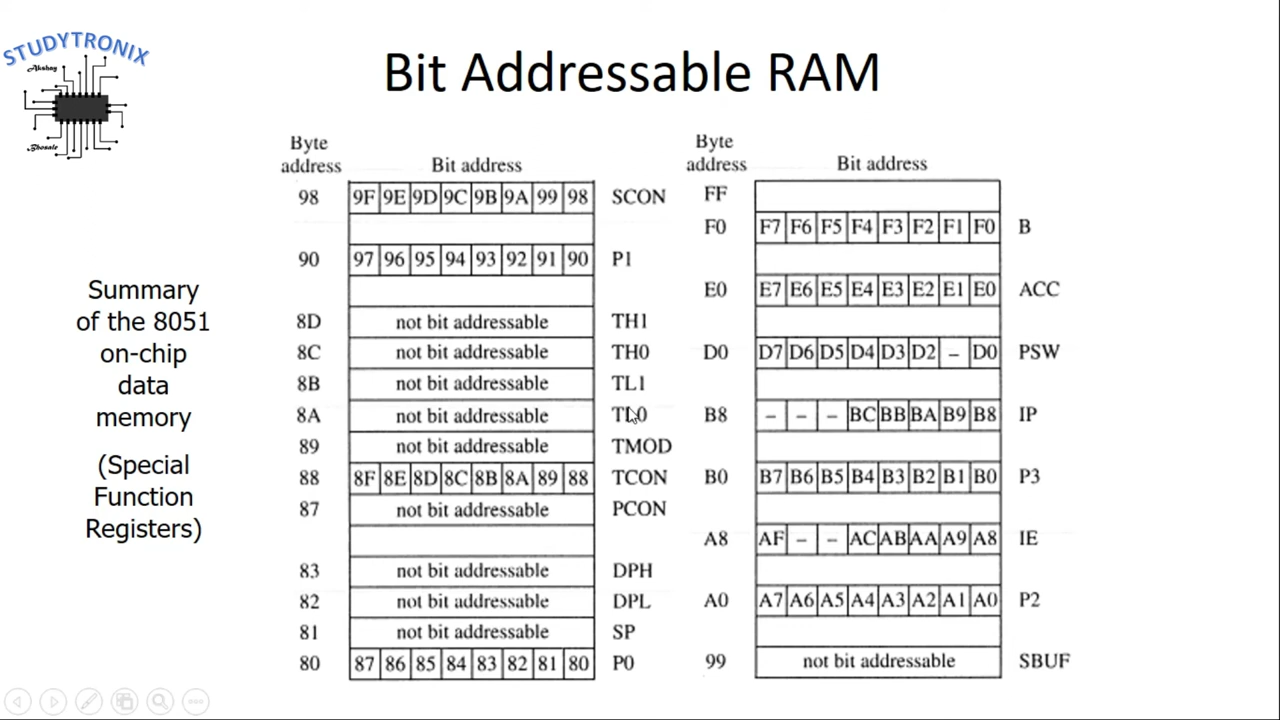 STUDYTRONIX
Akshay
Bhosale
Bit Addressable RAM
Summary
of the 8051
on-chip
data
memory
(Special
Function
Registers)
Byte
address Bit address
98 9F 9E 9D 9C 9B 9A 99 98 SCON
90 97 96 95 94 93 92 91 90 P1
8D not bit addressable TH1
8C not bit addressable TH0
8B not bit addressable TL1
8A not bit addressable TL0
89 not bit addressable TMOD
88 8F 8E 8D 8C 8B 8A 89 88 TCON
87 not bit addressable PCON
83 not bit addressable DPH
82 not bit addressable DPL
81 not bit addressable SP
80 87 86 85 84 83 82 81 80 P0
Byte
address Bit address
FF
F0 F7 F6 F5 F4 F3 F2 F1 F0 B
E0 E7 E6 E5 E4 E3 E2 E1 E0 ACC
D0 D7 D6 D5 D4 D3 D2 – D0 PSW
B8 – – – BC BB BA B9 B8 IP
B0 B7 B6 B5 B4 B3 B2 B1 B0 P3
A8 AF – – AC AB AA A9 A8 IE
A0 A7 A6 A5 A4 A3 A2 A1 A0 P2
99 not bit addressable SBUF